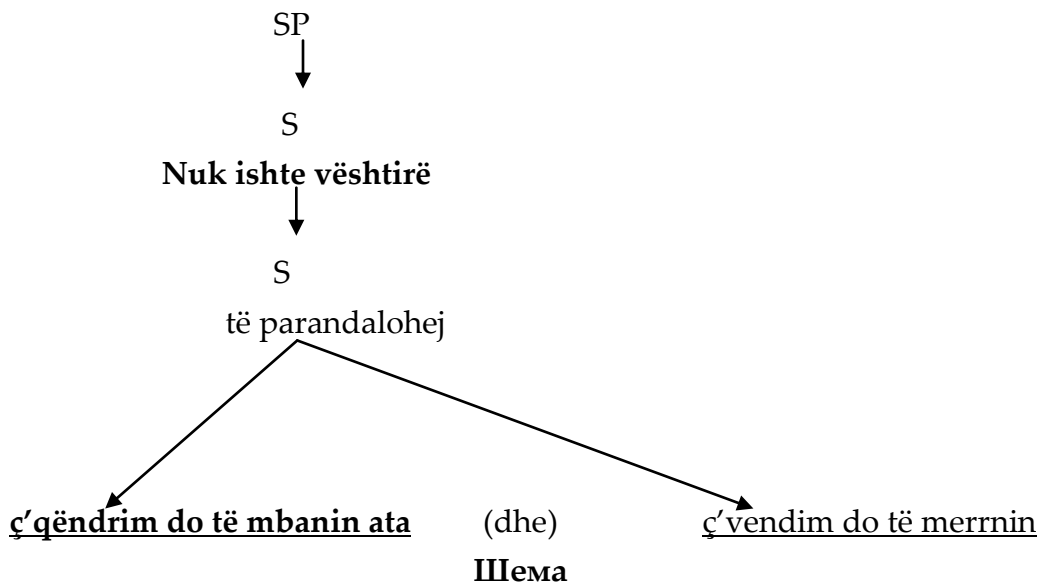 SP
S
Nuk ishte vështirë
S
të parandalohej
ç’qëndrim do të mbanin ata (dhe) ç’vendim do të merrnin
Шема